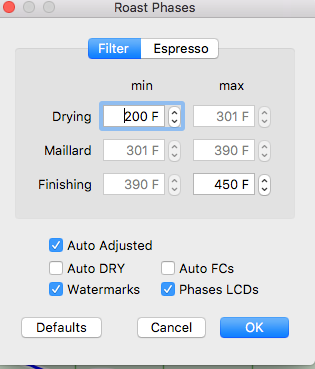 Roast Phases
Filter Espresso
min max
Drying 200 F 301 F
Maillard 301 F 390 F
Finishing 390 F 450 F
Auto Adjusted
Auto DRY Auto FCs
Watermarks Phases LCDs
Defaults Cancel OK